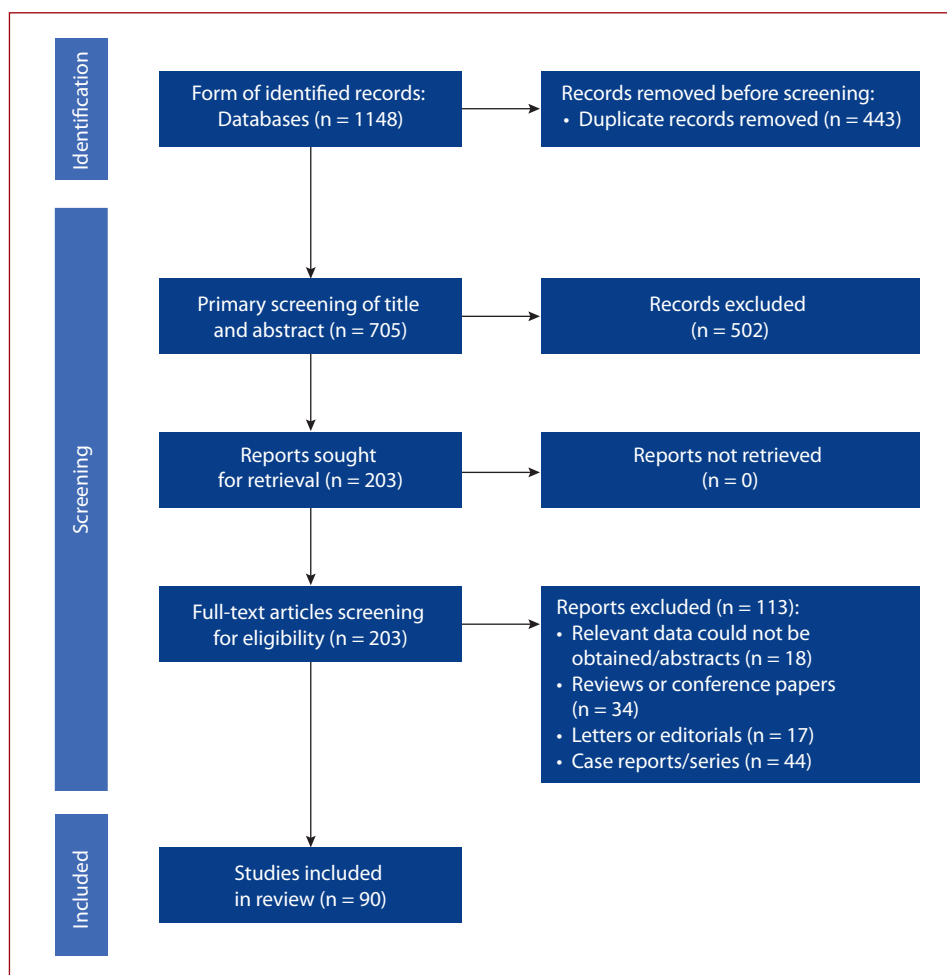 Identification
Form of identified records:
Databases (n = 1148)
Records removed before screening:
• Duplicate records removed (n = 443)
Screening
Primary screening of title
and abstract (n = 705)
Records excluded
(n = 502)
Reports sought
for retrieval (n = 203)
Reports not retrieved
(n = 0)
Full-text articles screening
for eligibility (n = 203)
Reports excluded (n = 113):
• Relevant data could not be
obtained/abstracts (n = 18)
• Reviews or conference papers
(n = 34)
• Letters or editorials (n = 17)
• Case reports/series (n = 44)
Included
Studies included
in review (n = 90)